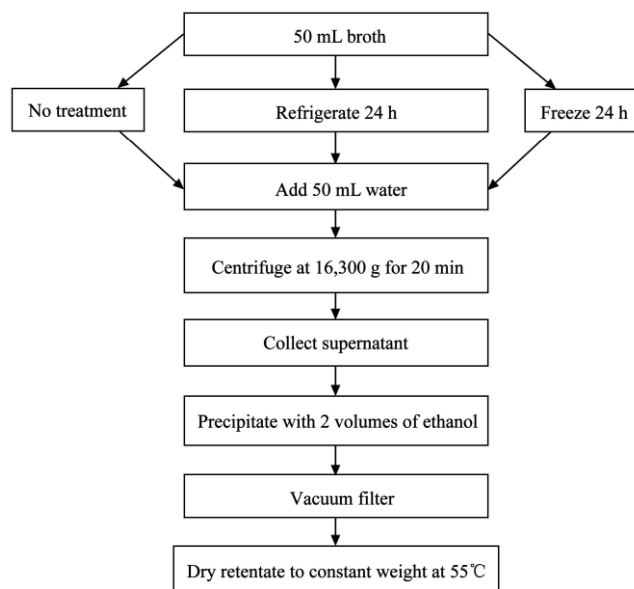 50 mL broth
No treatment
Refrigerate 24 h
Freeze 24 h
Add 50 mL water
Centrifuge at 16,300 g for 20 min
Collect supernatant
Precipitate with 2 volumes of ethanol
Vacuum filter
Dry retentate to constant weight at 55℃